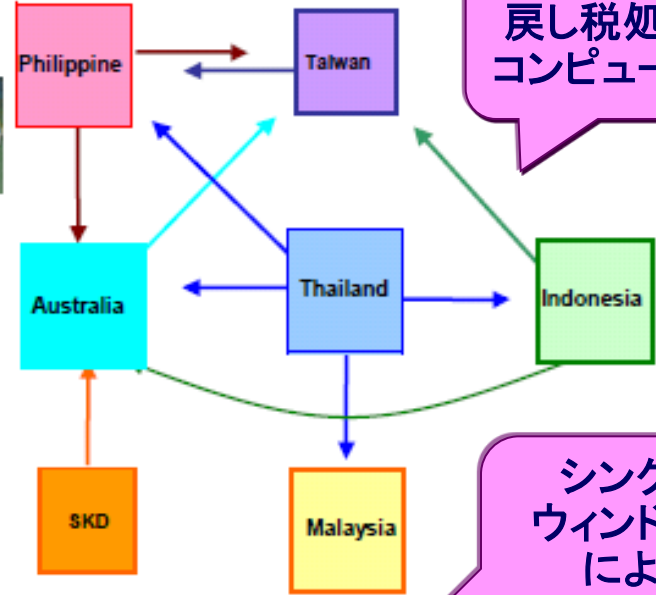 Philippine
Taiwan
戻し税処
コンピュー
Australia
Thailand
Indonesia
SKD
Malaysia
シング
ウィンド
によ